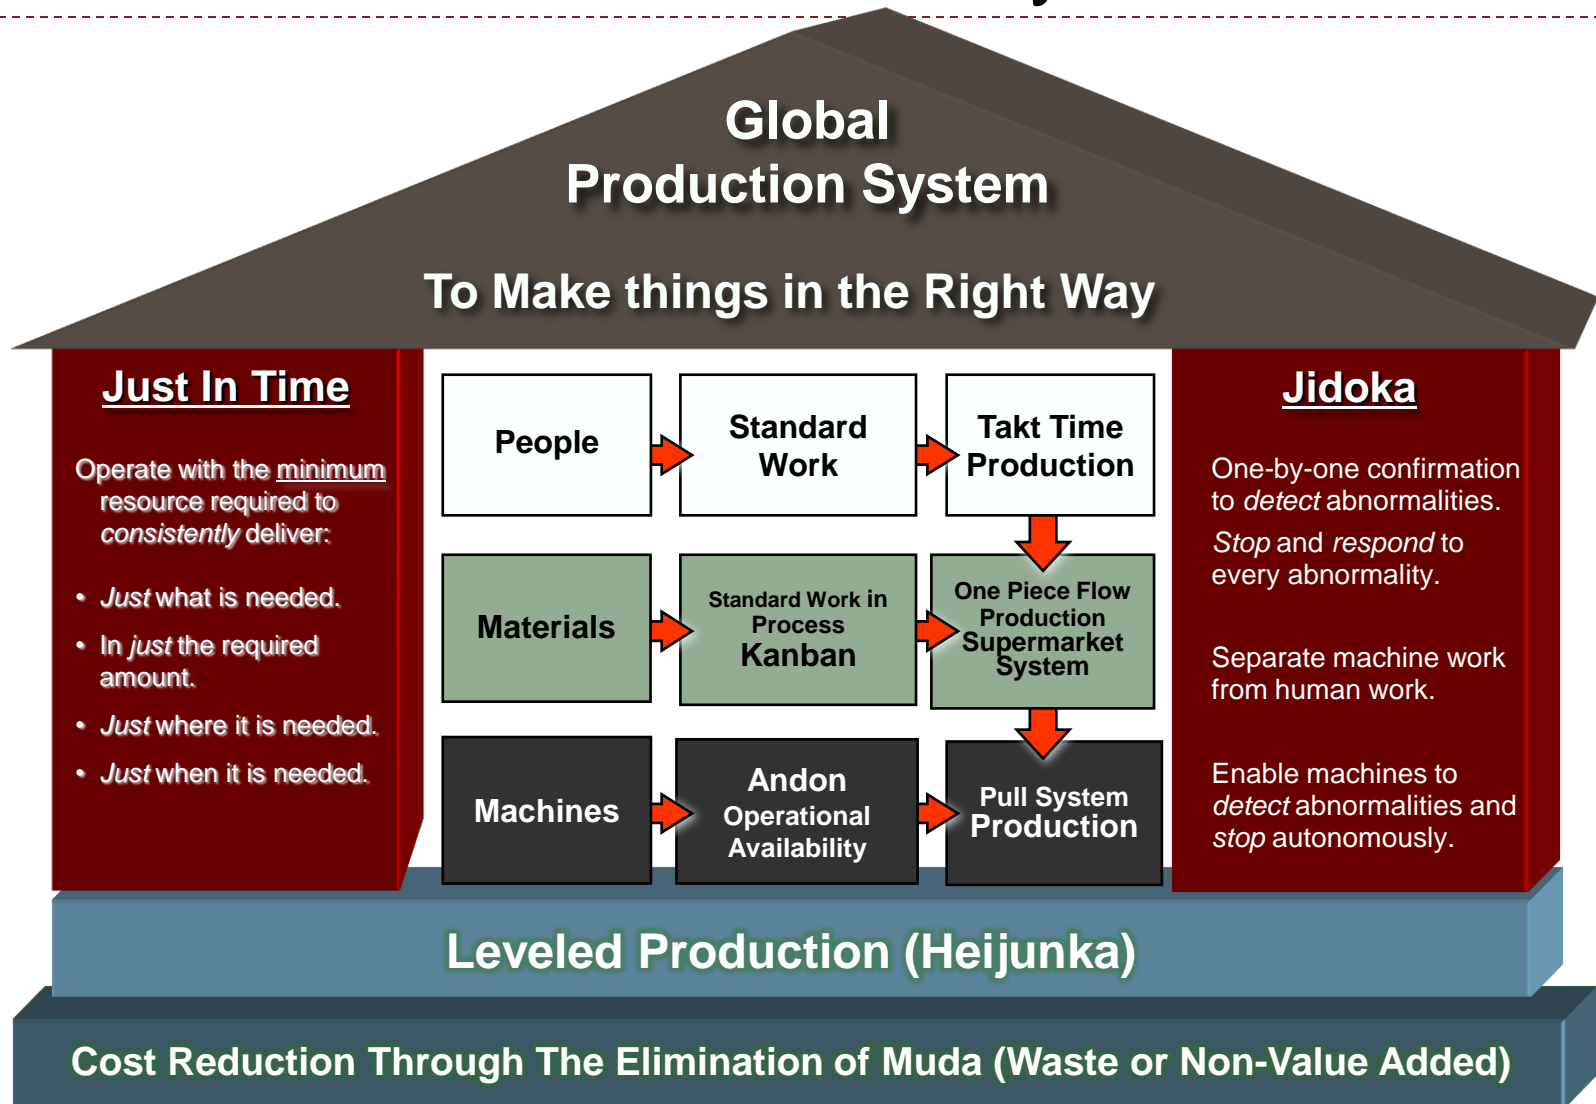 Global
Production System
To Make things in the Right Way
Just In Time
Operate with the minimum
resource required to
consistently deliver:
• Just what is needed.
• In just the required
amount.
• Just where it is needed.
• Just when it is needed.
People
Standard
Work
Takt Time
Production
Materials
Standard Work in
Process
Kanban
One Piece Flow
Production
Supermarket
System
Machines
Andon
Operational
Availability
Pull System
Production
Jidoka
One-by-one confirmation
to detect abnormalities.
Stop and respond to
every abnormality.
Separate machine work
from human work.
Enable machines to
detect abnormalities and
stop autonomously.
Leveled Production (Heijunka)
Cost Reduction Through The Elimination of Muda (Waste or Non-Value Added)